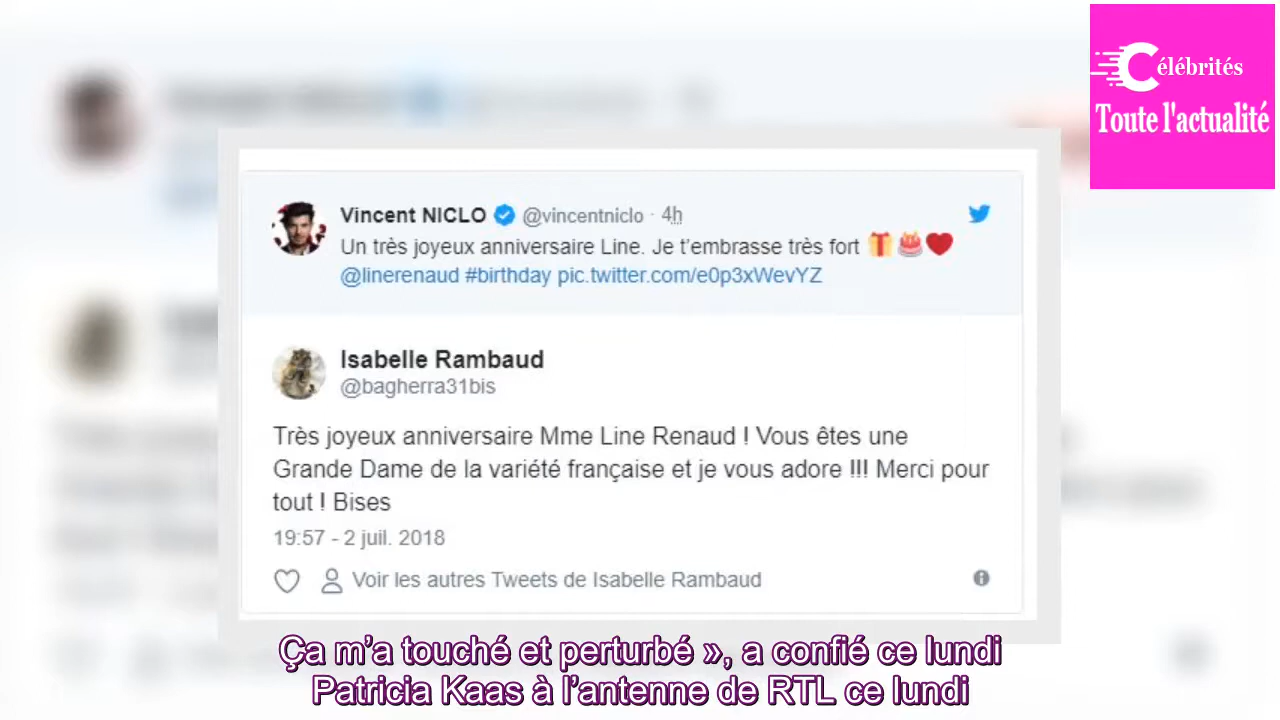 Célébrités
Toute l'actualité
Vincent NICLO @vincentniclo · 4h
Un très joyeux anniversaire Line. Je t’embrasse très fort 🎁🎂❤️
@linerenaud #birthday pic.twitter.com/e0p3xWevYZ
Isabelle Rambaud
@bagherra31bis
Très joyeux anniversaire Mme Line Renaud ! Vous êtes une
Grande Dame de la variété française et je vous adore !!! Merci pour
tout ! Bises
19:57 - 2 juil. 2018
Voir les autres Tweets de Isabelle Rambaud
Ça m’a touché et perturbé », a confié ce lundi
Patricia Kaas à l’antenne de RTL ce lundi